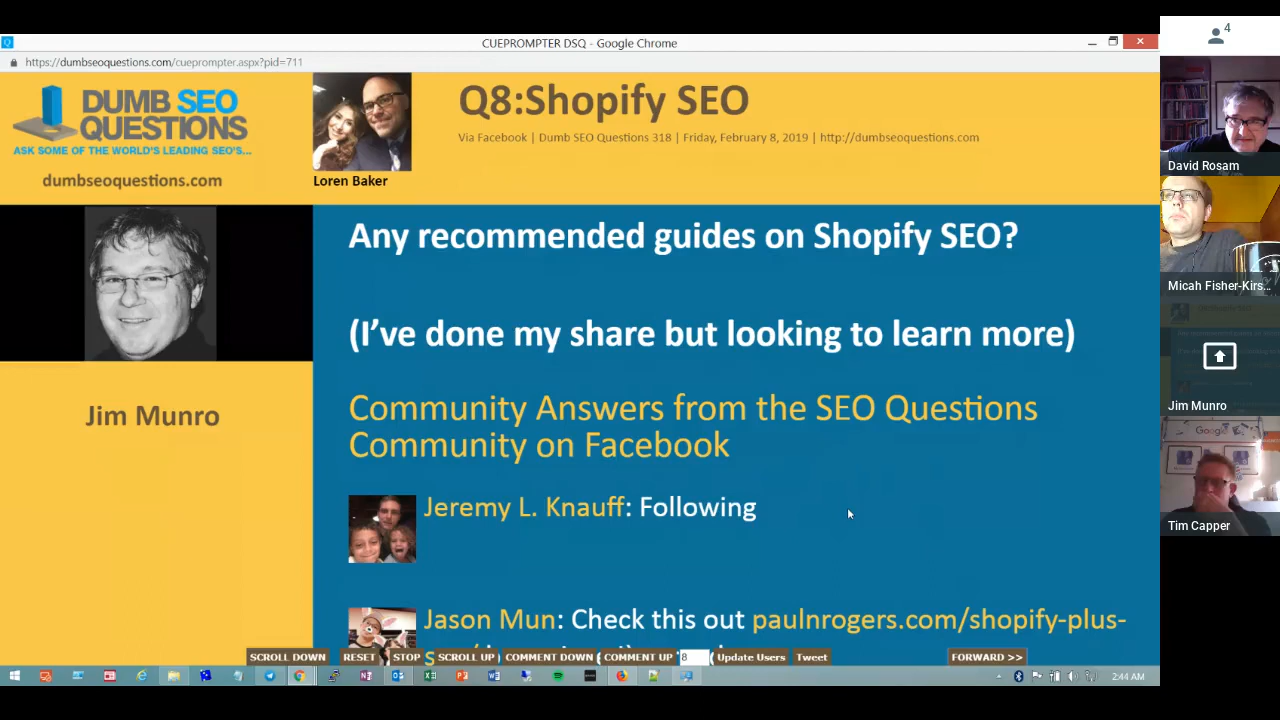 CUEPROMPTER DSQ - Google Chrome
https://dumbseoquestions.com/cueprompter.aspx?pid=711
DUMB SEO
QUESTIONS
ASK SOME OF THE WORLD'S LEADING SEO'S...
dumbseoquestions.com
Loren Baker
Q8:Shopify SEO
Via Facebook | Dumb SEO Questions 318 | Friday, February 8, 2019 | http://dumbseoquestions.com
Jim Munro
Any recommended guides on Shopify SEO?
(I've done my share but looking to learn more)
Community Answers from the SEO Questions
Community on Facebook
Jeremy L. Knauff: Following
Jason Mun: Check this out paulnrogers.com/shopify-plus-
SCROLL DOWN RESET STOP SCROLL UP COMMENT DOWN COMMENT UP 8 Update Users Tweet FORWARD >>
2:44 AM
4
David Rosam
Micah Fisher-Kirs...
Jim Munro
Google
Tim Capper